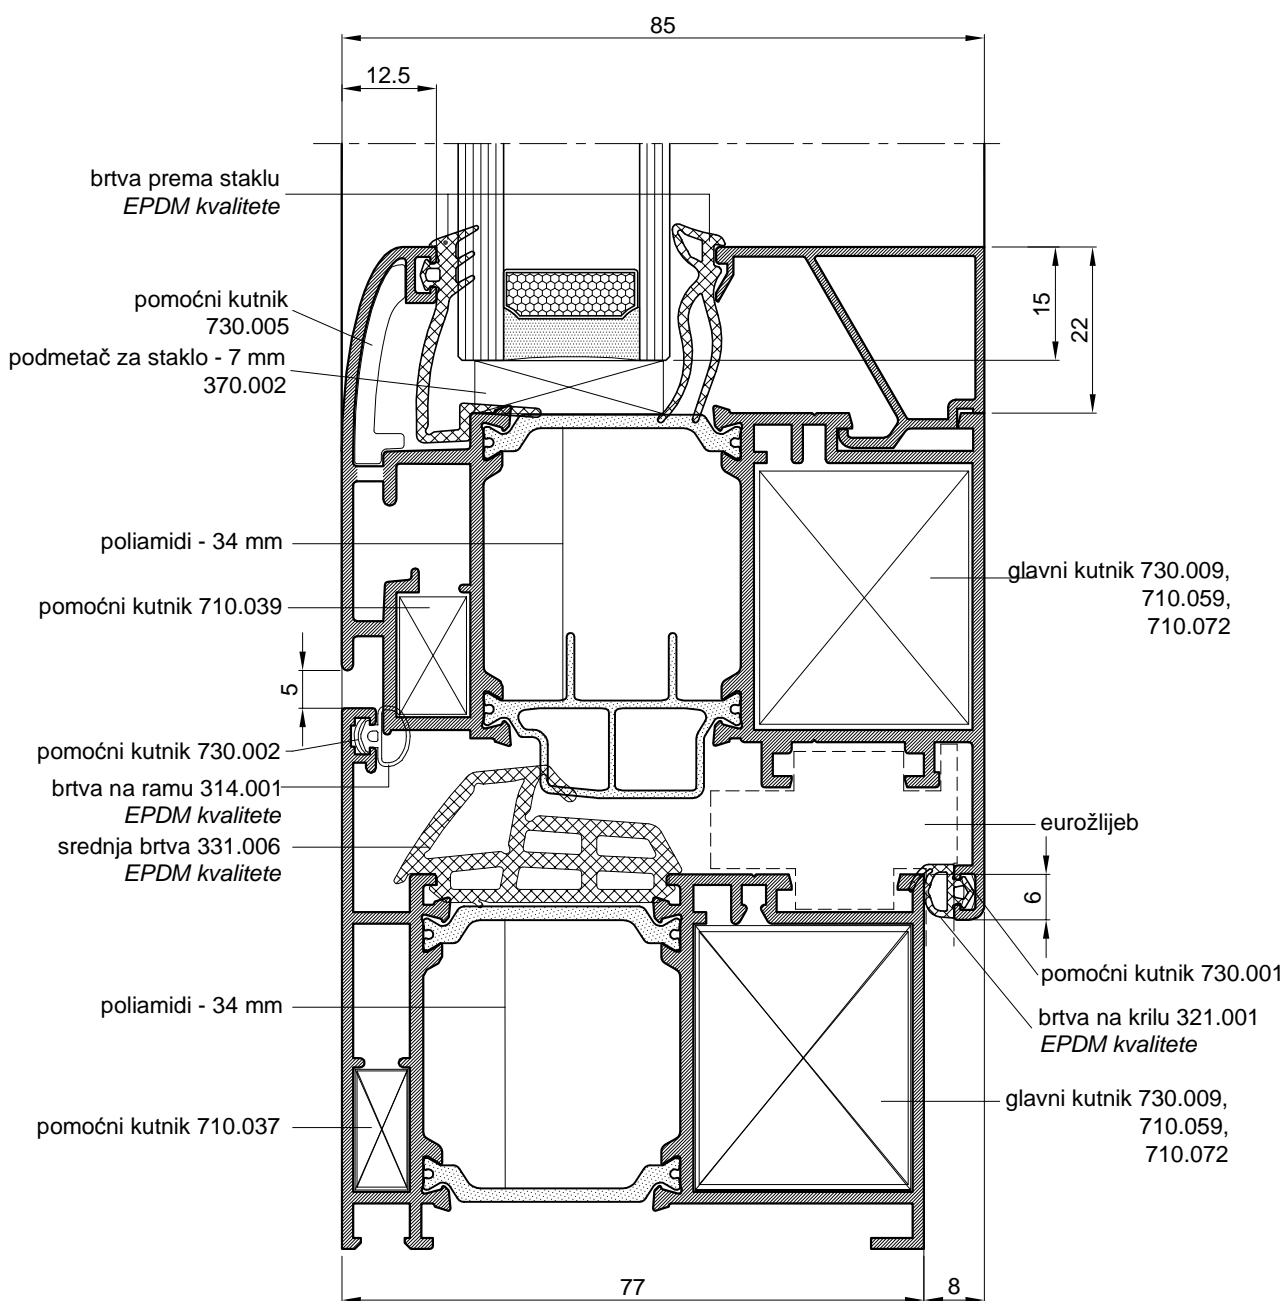 85
12.5
brtva prema staklu
EPDM kvalitete
15
22
pomoćni kutnik
730.005
podmetač za staklo - 7 mm
370.002
poliamidi - 34 mm
glavni kutnik 730.009,
710.059,
710.072
pomoćni kutnik 710.039
5
pomoćni kutnik 730.002
brtva na ramu 314.001
EPDM kvalitete
srednja brtva 331.006
EPDM kvalitete
eurožlijeb
6
pomoćni kutnik 730.001
poliamidi - 34 mm
brtva na krilu 321.001
EPDM kvalitete
glavni kutnik 730.009,
710.059,
710.072
pomoćni kutnik 710.037
77
8